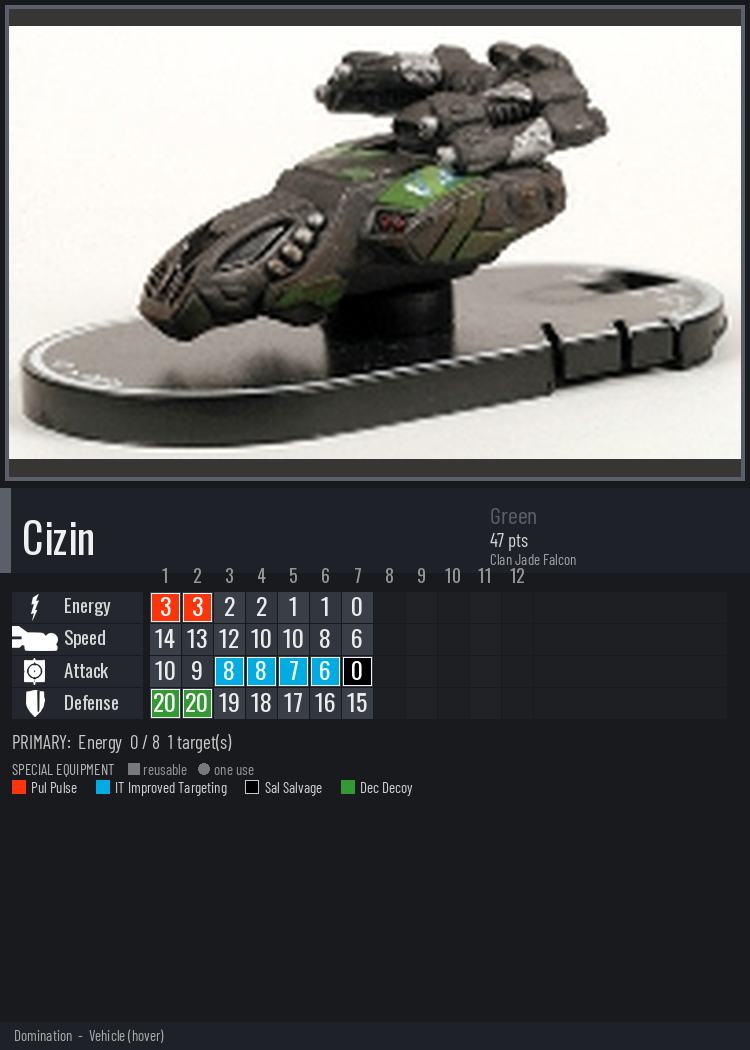 Cizin
Green
47 pts
Clan Jade Falcon
1 2 3 4 5 6 7 8 9 10 11 12
Energy 3 3 2 2 1 1 0
Speed 14 13 12 10 10 8 6
Attack 10 9 8 8 7 6 0
Defense 20 20 19 18 17 16 15
PRIMARY: Energy 0 / 8 1 target(s)
SPECIAL EQUIPMENT reusable one use
Pul Pulse IT Improved Targeting Sal Salvage Dec Decoy
Domination - Vehicle (hover)